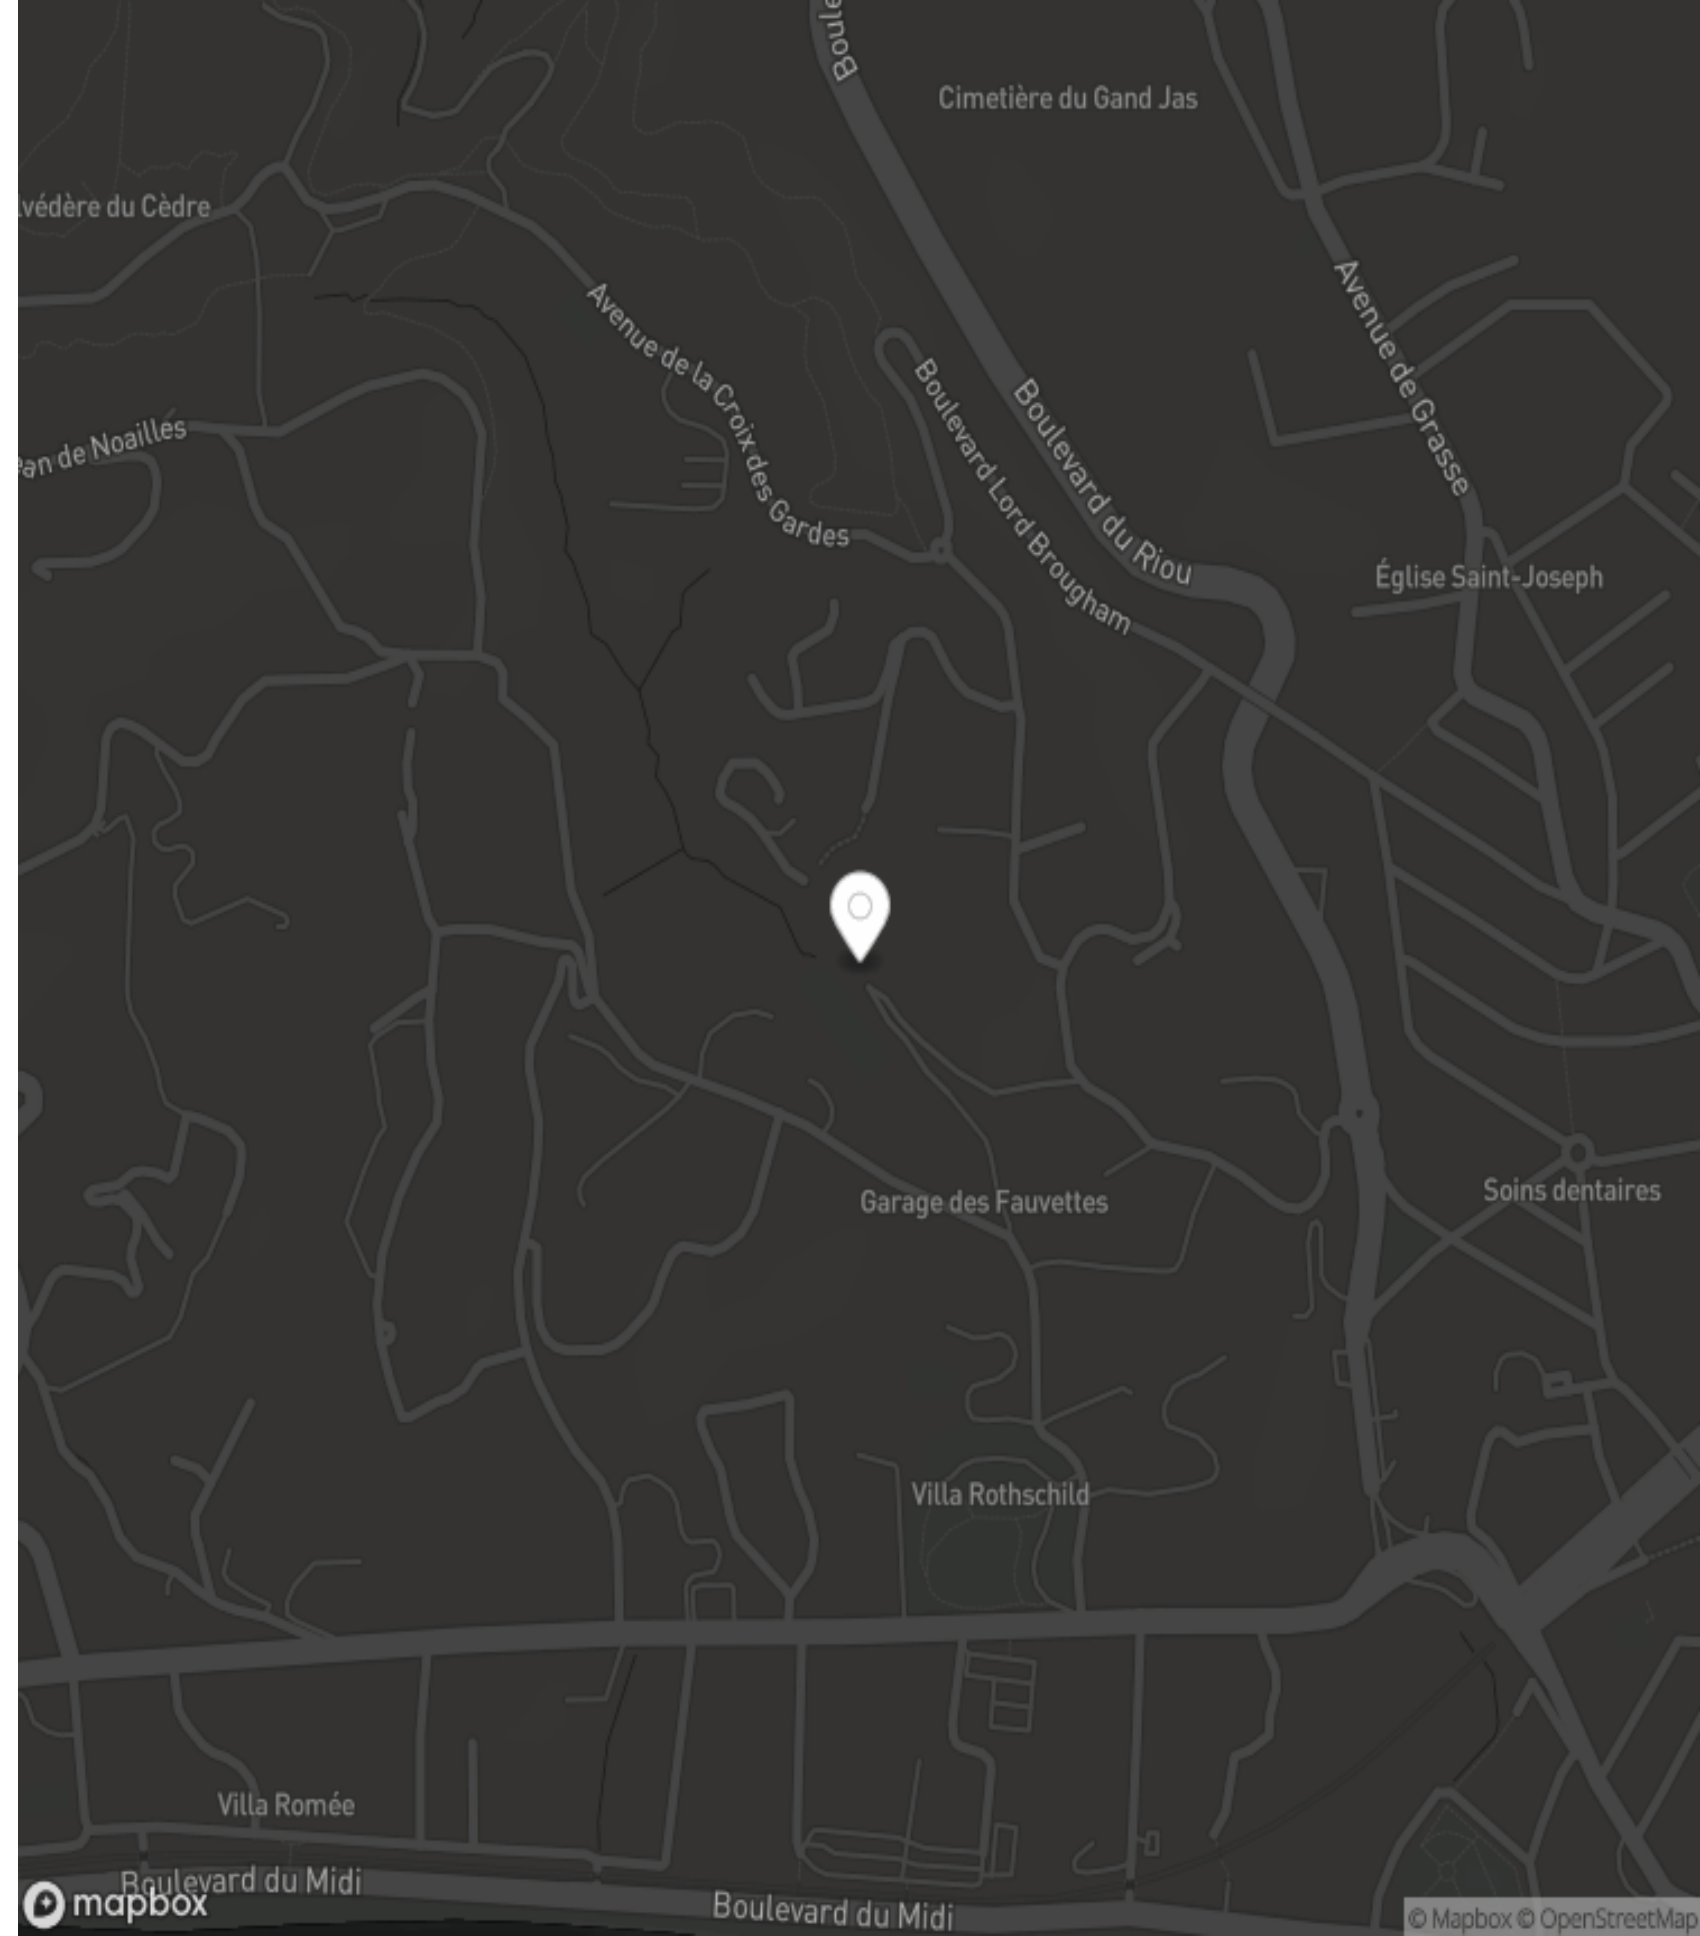 Boule
Cimetière du Gand Jas
lvédère du Cèdre
Avenue de la Croix des Gardes
Avenue de Grasse
Boulevard Lord Brougham
Boulevard du Riou
an de Noailles
Église Saint-Joseph
Garage des Fauvettes
Soins dentaires
Villa Rothschild
Villa Romée
Boulevard du Midi
mapbox
Boulevard du Midi
© Mapbox © OpenStreetMap